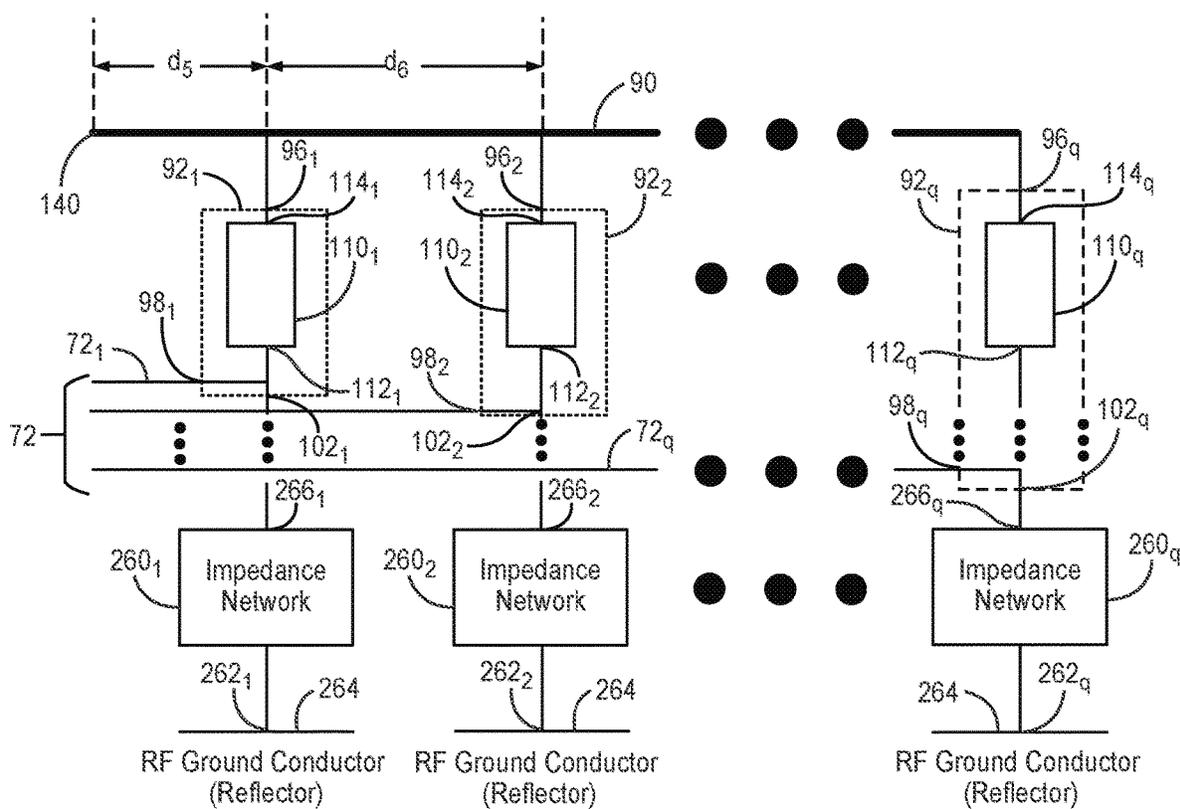 d5 d6
90
140
92₁ 96₁ 114₁
114₂ 96₂ 92₂
92q 96q 114q
110₁ 110₂ 110q
98₁ 72₁ 112₁
98₂ 112₂
112q 98q 102q
72 102₁ 102₂ 72q
266₁ 266₂ 266q
260₁ Impedance
Network
260₂ Impedance
Network
Impedance
Network 260q
262₁ 264
262₂ 264
264 262q
RF Ground Conductor
(Reflector)
RF Ground Conductor
(Reflector)
RF Ground Conductor
(Reflector)